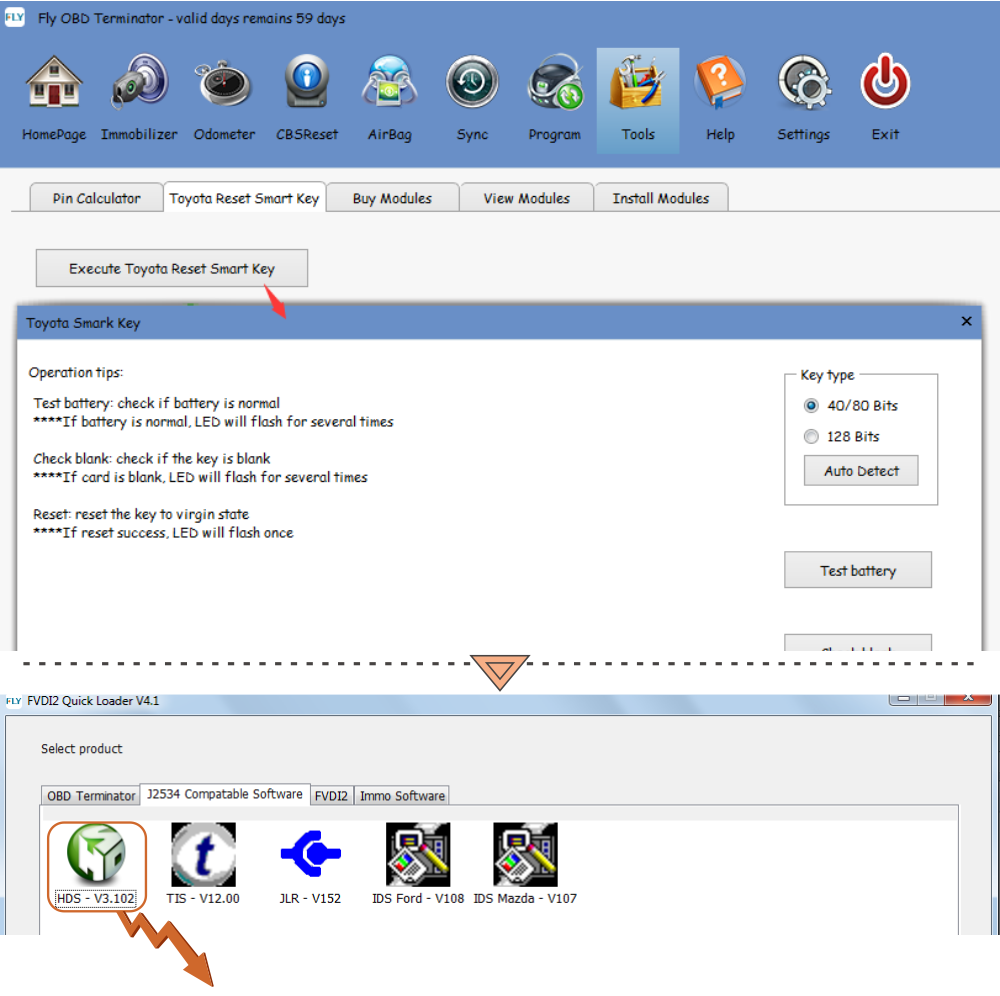 FLY Fly OBD Terminator - valid days remains 59 days
HomePage Immobilizer Odometer CBSReset AirBag Sync Program Tools Help Settings Exit
Pin Calculator Toyota Reset Smart Key Buy Modules View Modules Install Modules
Execute Toyota Reset Smart Key
Toyota Smark Key
Operation tips:
Test battery: check if battery is normal
****If battery is normal, LED will flash for several times
Check blank: check if the key is blank
****If card is blank, LED will flash for several times
Reset: reset the key to virgin state
****If reset success, LED will flash once
Key type
40/80 Bits
128 Bits
Auto Detect
Test battery
FLY FVDI2 Quick Loader V4.1
Select product
OBD Terminator J2534 Compatable Software FVDI2 Immo Software
HDS - V3.102 TIS - V12.00 JLR - V152 IDS Ford - V108 IDS Mazda - V107